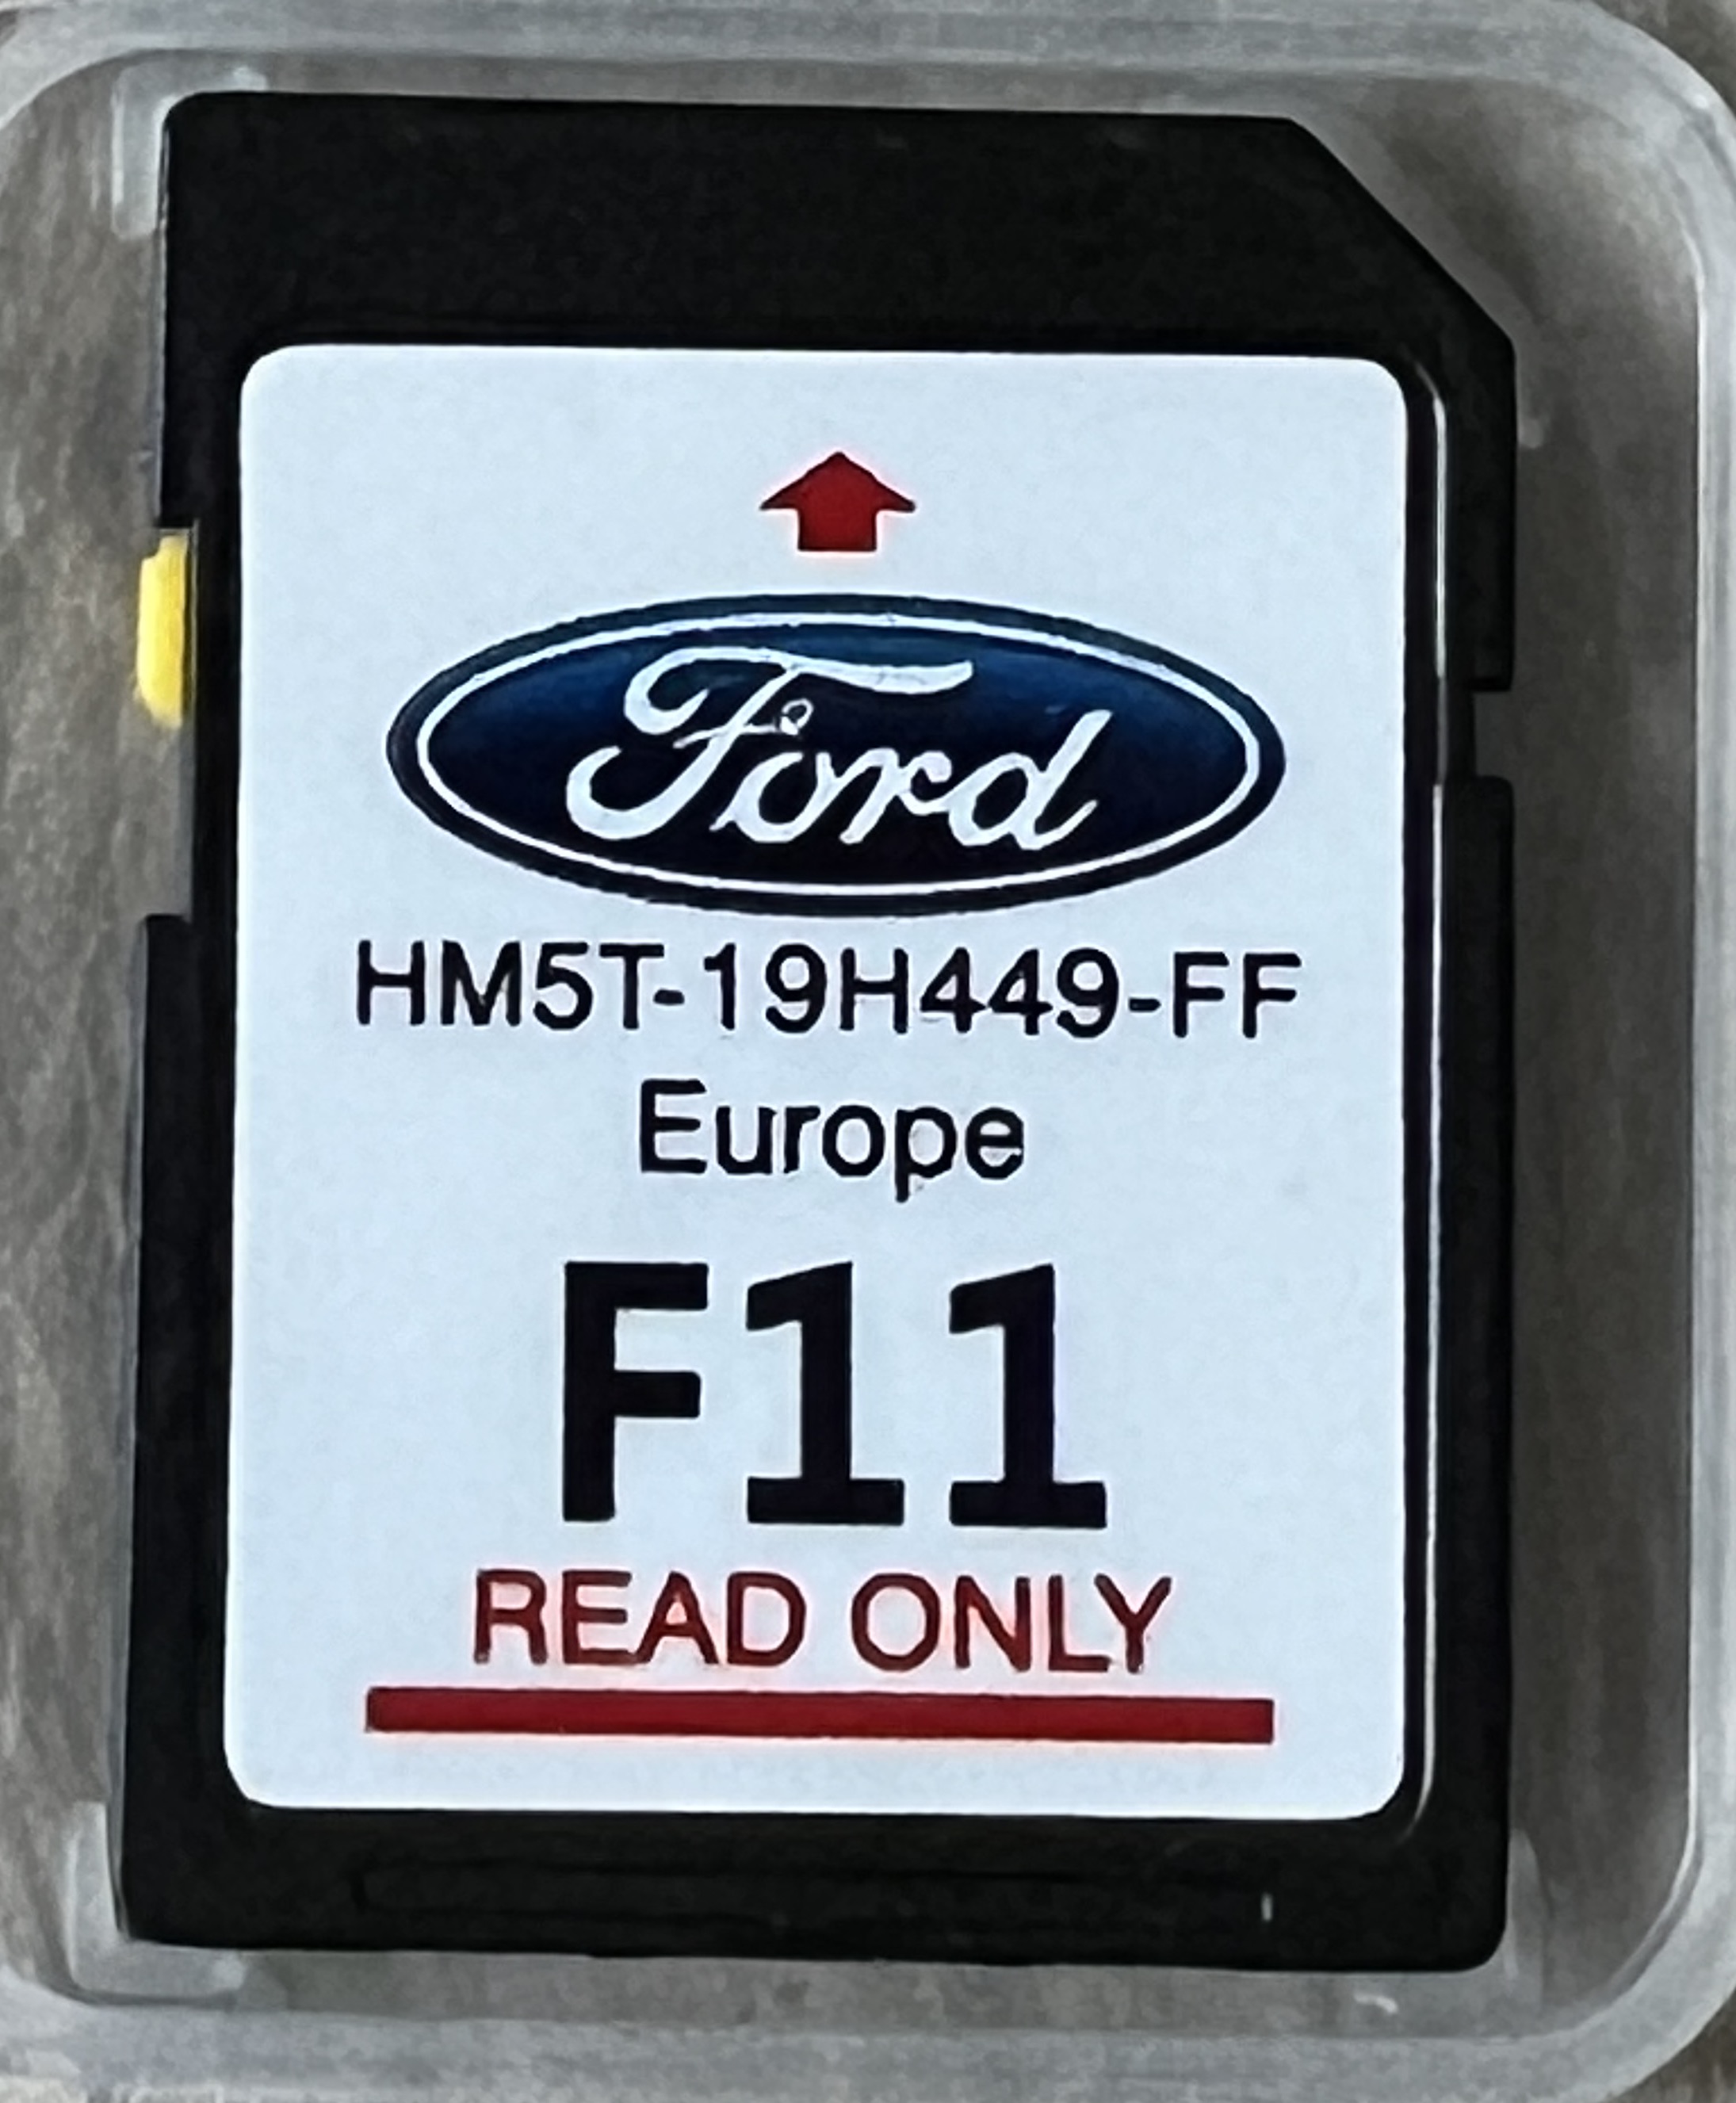 Ford
HM5T-19H449-FF
Europe
F11
READ ONLY